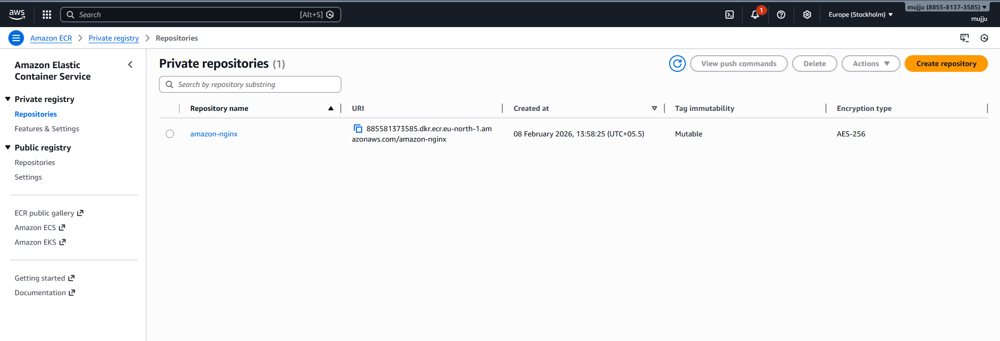 aws
Search
[Alt+S]
1
Europe (Stockholm)
mujju (8855-8137-3585)
mujju
Amazon ECR
Private registry
Repositories
Amazon Elastic
Container Service
Private registry
Repositories
Features & Settings
Public registry
Repositories
Settings
ECR public gallery
Amazon ECS
Amazon EKS
Getting started
Documentation
Private repositories (1)
View push commands
Delete
Actions
Create repository
Search by repository substring
Repository name
URI
Created at
Tag immutability
Encryption type
amazon-nginx
885581373585.dkr.ecr.eu-north-1.am
azonaws.com/amazon-nginx
08 February 2026, 13:58:25 (UTC+05.5)
Mutable
AES-256